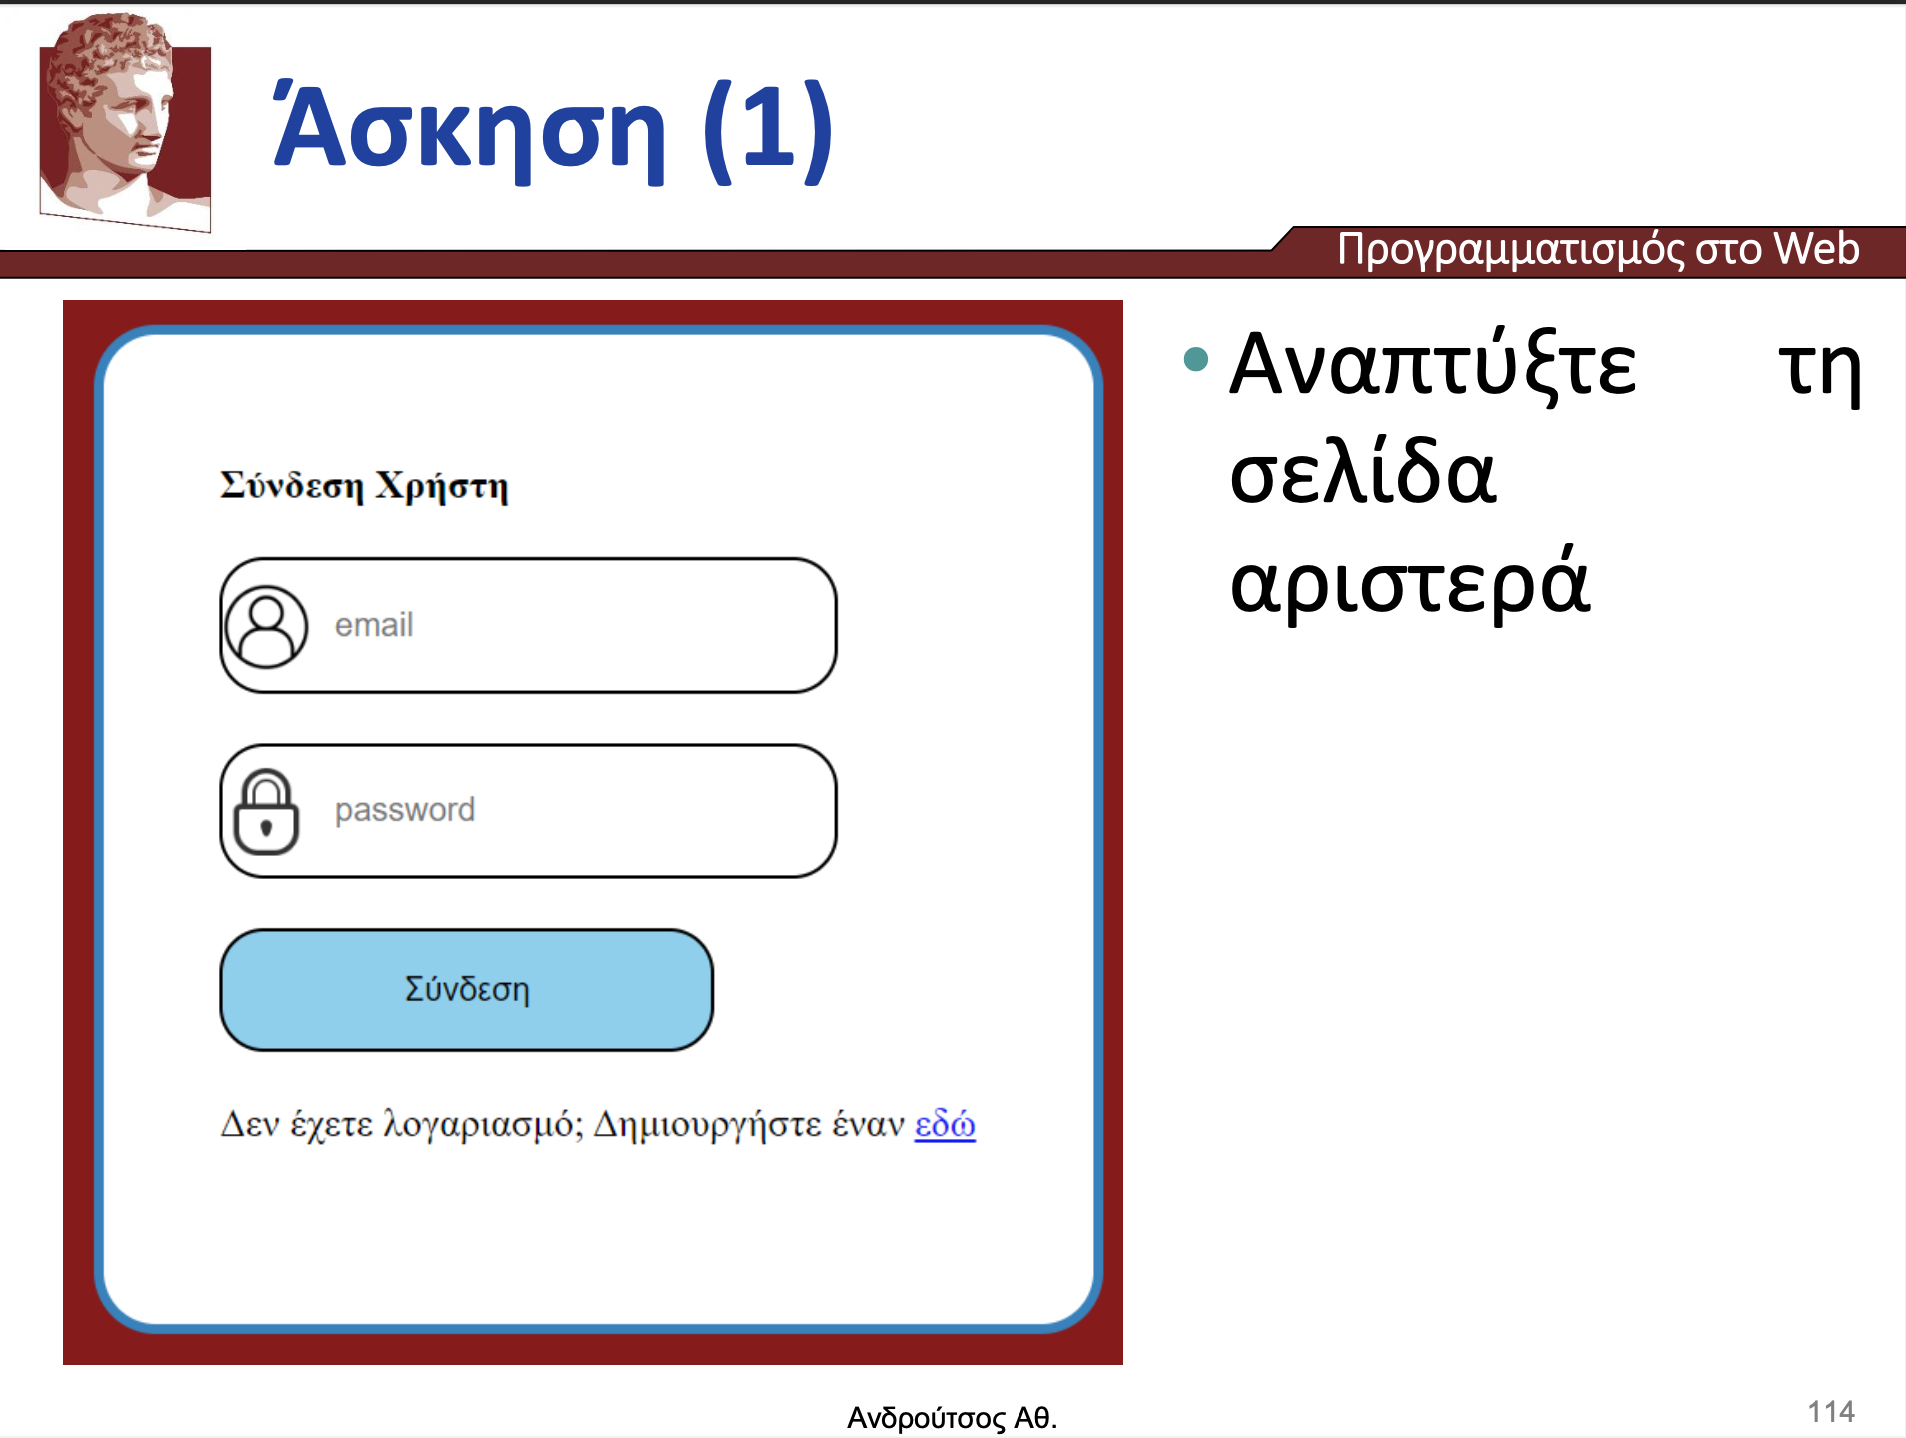 Άσκηση (1)
Προγραμματισμός στο Web
Σύνδεση Χρήστη
email
password
Σύνδεση
Δεν έχετε λογαριασμό; Δημιουργήστε έναν εδώ
• Αναπτύξτε τη
σελίδα
αριστερά
Ανδρούτσος Αθ.
114